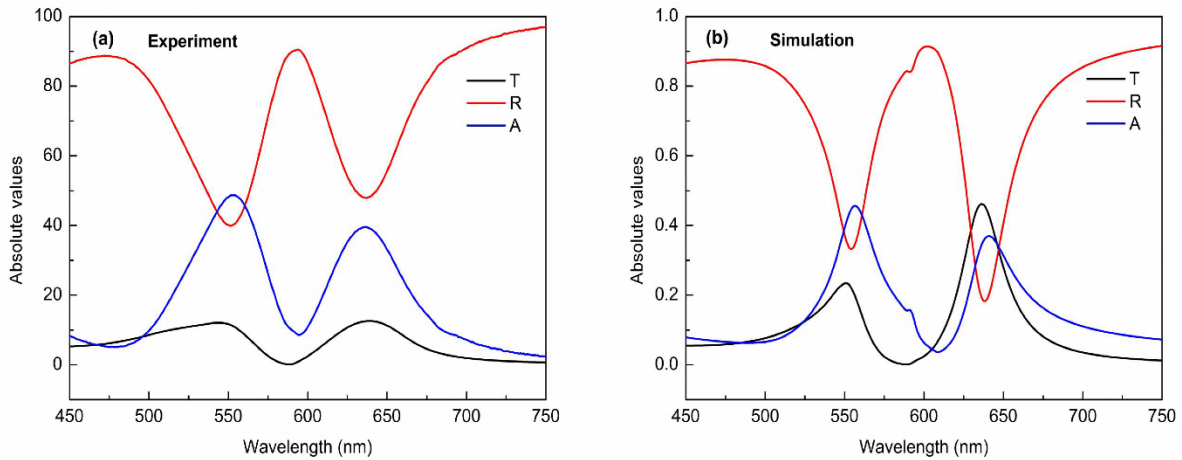 (a) Experiment
T
R
A
Absolute values
100
80
60
40
20
0
450 500 550 600 650 700 750
Wavelength (nm)
(b) Simulation
T
R
A
Absolute values
1.0
0.8
0.6
0.4
0.2
0.0
450 500 550 600 650 700 750
Wavelength (nm)